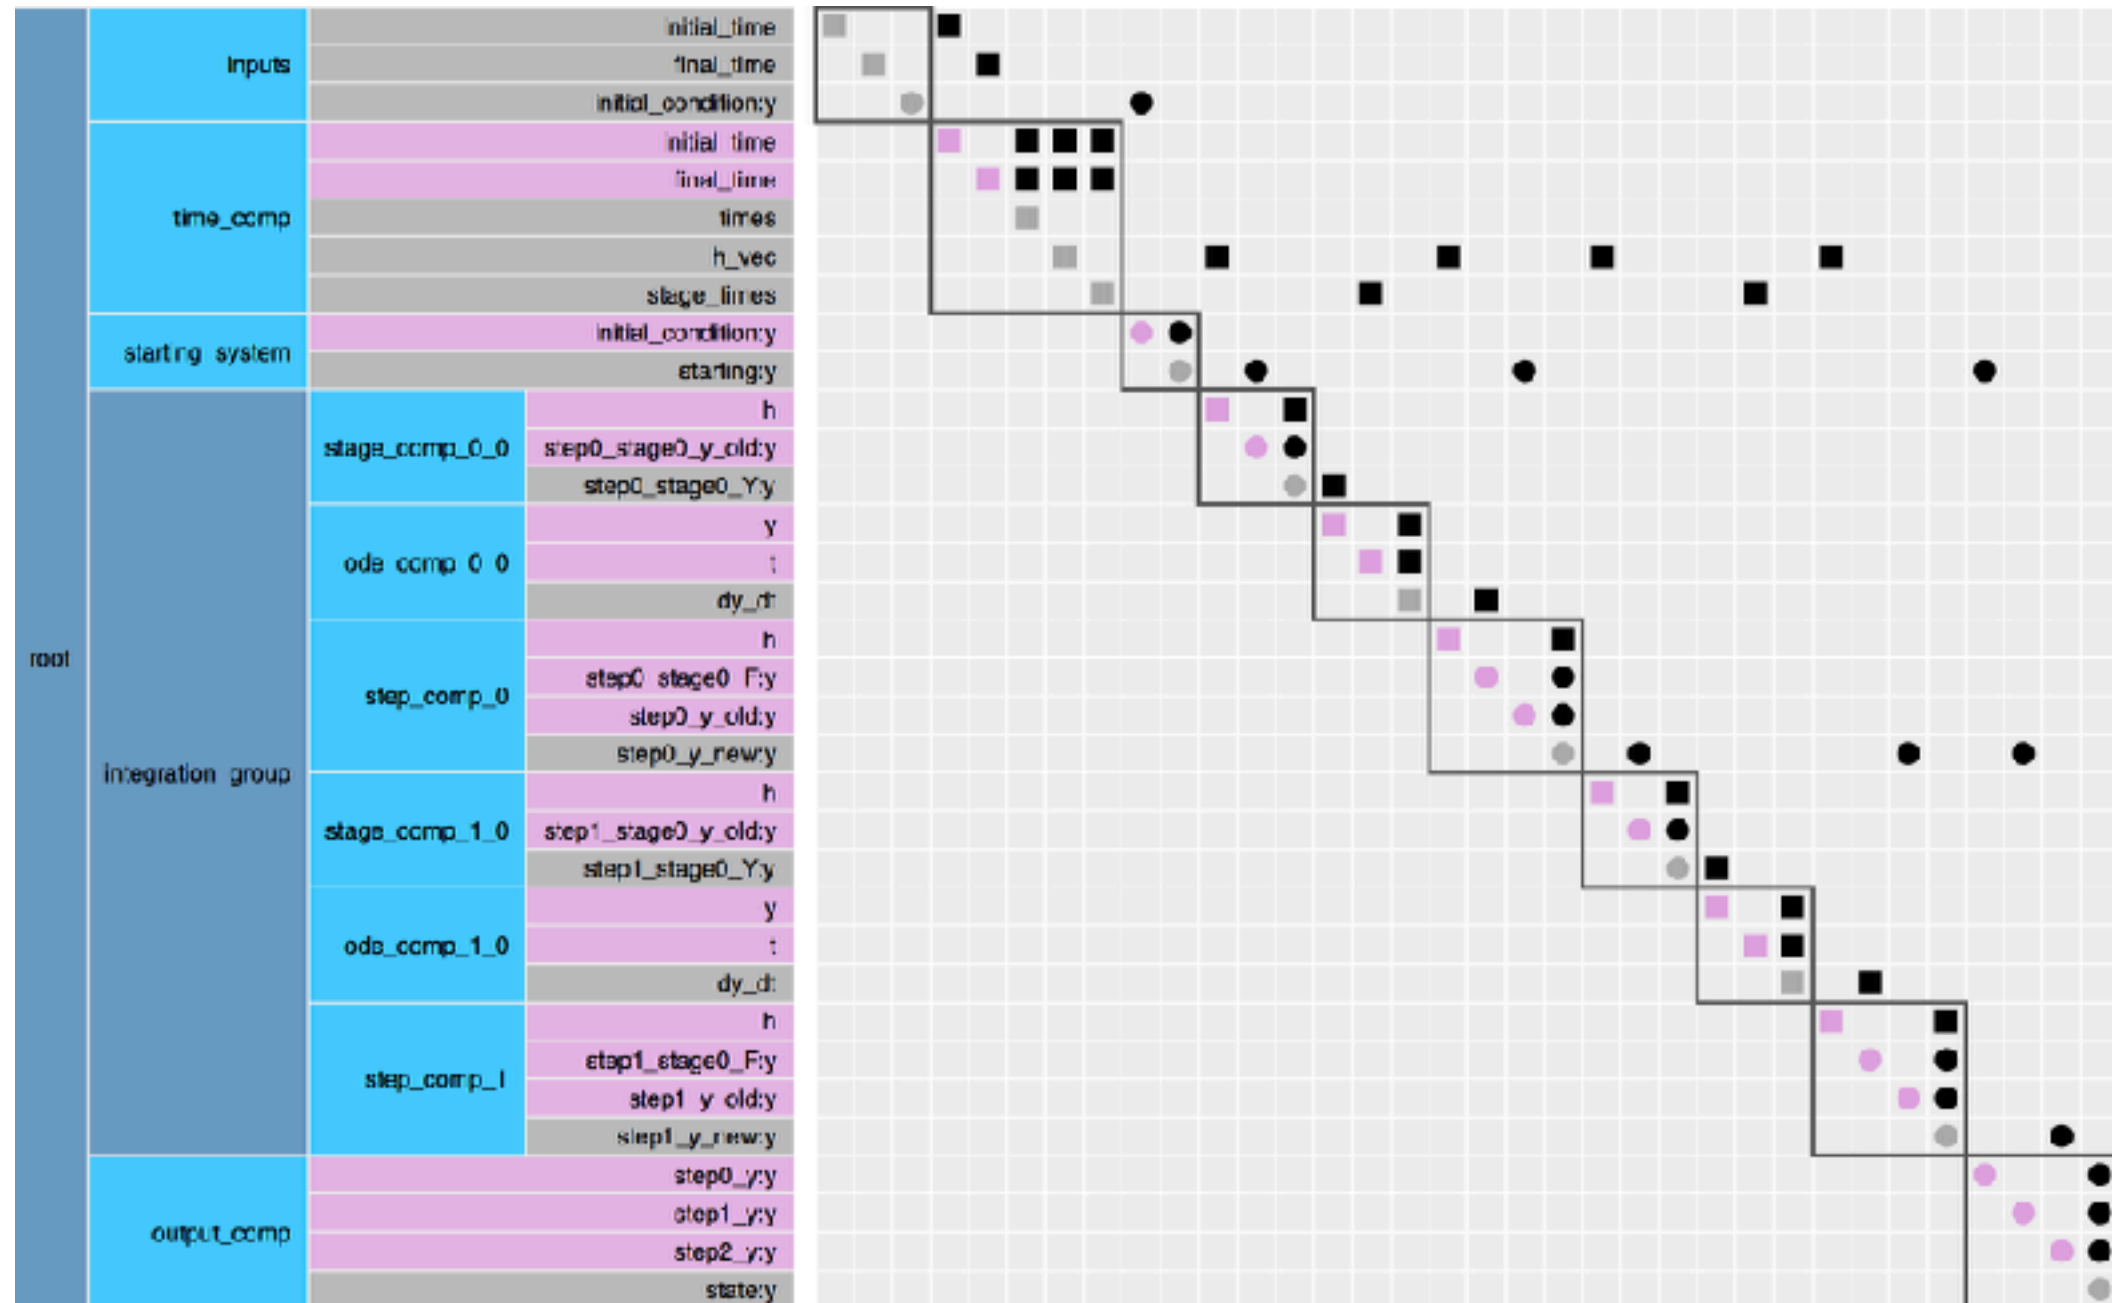 root
inputs
initial_time
final_time
initial_condition:y
time_comp
initial_time
final_time
times
h_vec
stage_times
starting_system
initial_condition:y
starting:y
integration_group
stage_comp_0_0
h
step0_stage0_y_old:y
step0_stage0_Y:y
ode_comp_0_0
y
t
dy_dt
step_comp_0
h
step0_stage0_F:y
step0_y_old:y
step0_y_new:y
stage_comp_1_0
h
step1_stage0_y_old:y
step1_stage0_Y:y
ode_comp_1_0
y
t
dy_dt
step_comp_1
h
step1_stage0_F:y
step1_y_old:y
step1_y_new:y
output_comp
step0_y:y
step1_y:y
step2_y:y
state:y